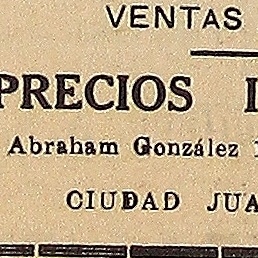 VENTAS
PRECIOS
Abraham González
CIUDAD JUA